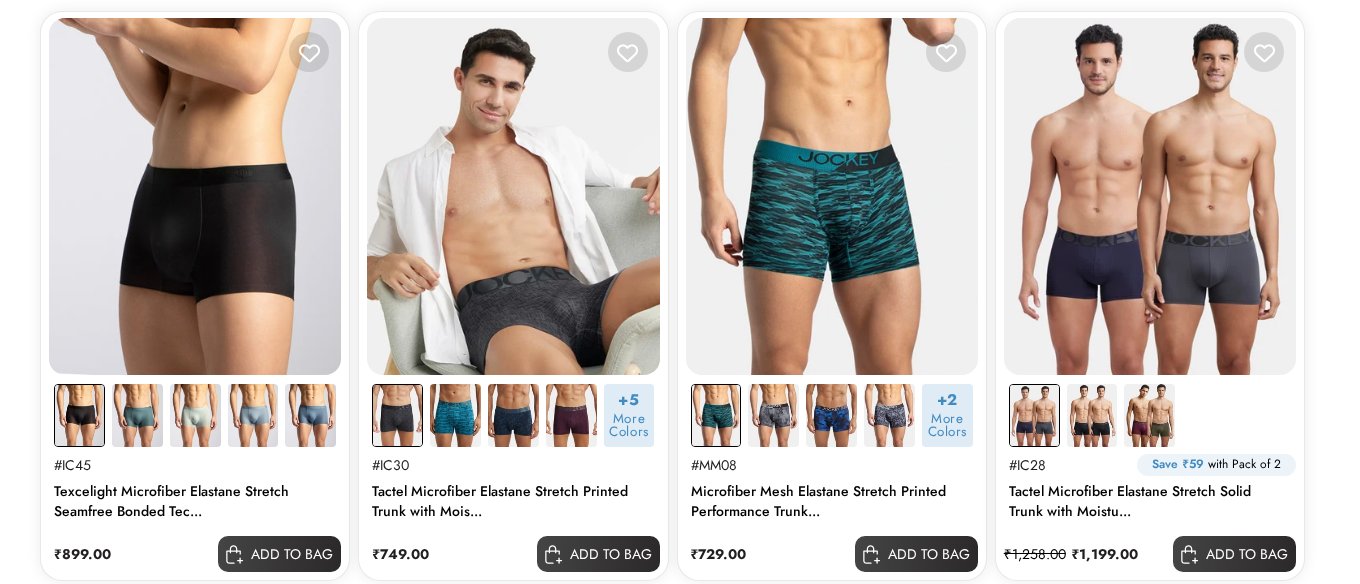 JOCKEY
JOCKEY
JOCKEY
JOCKEY
+5
More
Colors
+2
More
Colors
#IC45
#IC30
#MM08
#IC28
Save ₹59 with Pack of 2
Texcelight Microfiber Elastane Stretch
Seamfree Bonded Tec...
Tactel Microfiber Elastane Stretch Printed
Trunk with Mois...
Microfiber Mesh Elastane Stretch Printed
Performance Trunk...
Tactel Microfiber Elastane Stretch Solid
Trunk with Moistu...
₹899.00
ADD TO BAG
₹749.00
ADD TO BAG
₹729.00
ADD TO BAG
₹1,258.00 ₹1,199.00
ADD TO BAG